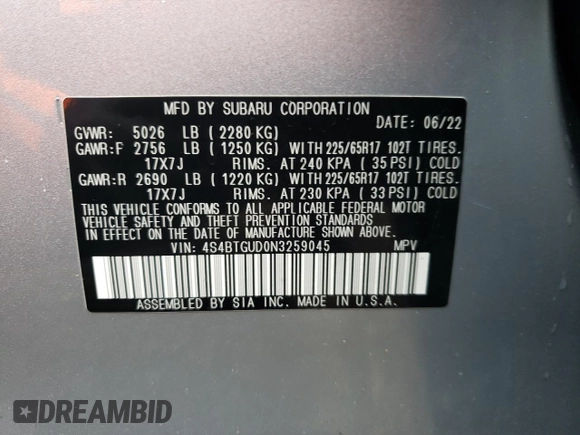 MFD BY SUBARU CORPORATION
DATE: 06/22
GVWR: 5026 LB ( 2280 KG)
GAWR:F 2756 LB ( 1250 KG) WITH 225/65R17 102T TIRES.
17X7J RIMS. AT 240 KPA ( 35 PSI) COLD
GAWR:R 2690 LB ( 1220 KG) WITH 225/65R17 102T TIRES.
17X7J RIMS. AT 230 KPA ( 33 PSI) COLD
THIS VEHICLE CONFORMS TO ALL APPLICABLE FEDERAL MOTOR
VEHICLE SAFETY AND THEFT PREVENTION STANDARDS
IN EFFECT ON THE DATE OF MANUFACTURE SHOWN ABOVE.
VIN: 4S4BTGUD0N3259045 MPV
ASSEMBLED BY SIA INC. MADE IN U.S.A.
DREAMBID